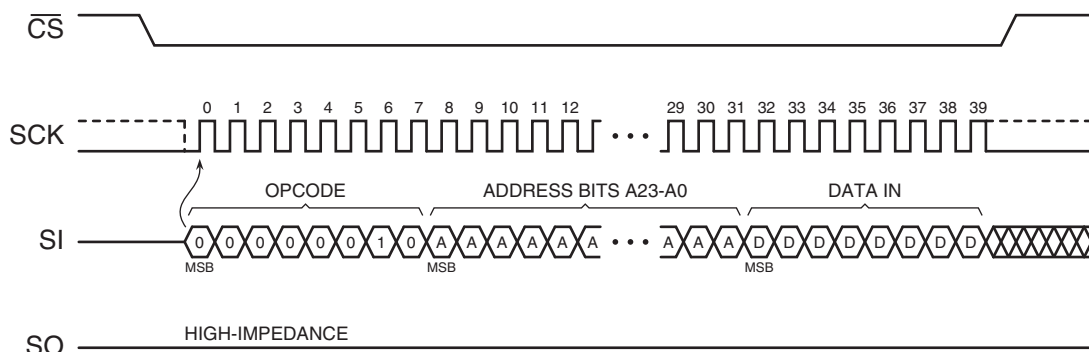 CS
0 1 2 3 4 5 6 7 8 9 10 11 12 29 30 31 32 33 34 35 36 37 38 39
SCK
OPCODE ADDRESS BITS A23-A0 DATA IN
SI 0 0 0 0 0 0 1 0 A A A A A A A A A D D D D D D D D
MSB MSB MSB
HIGH-IMPEDANCE
SO